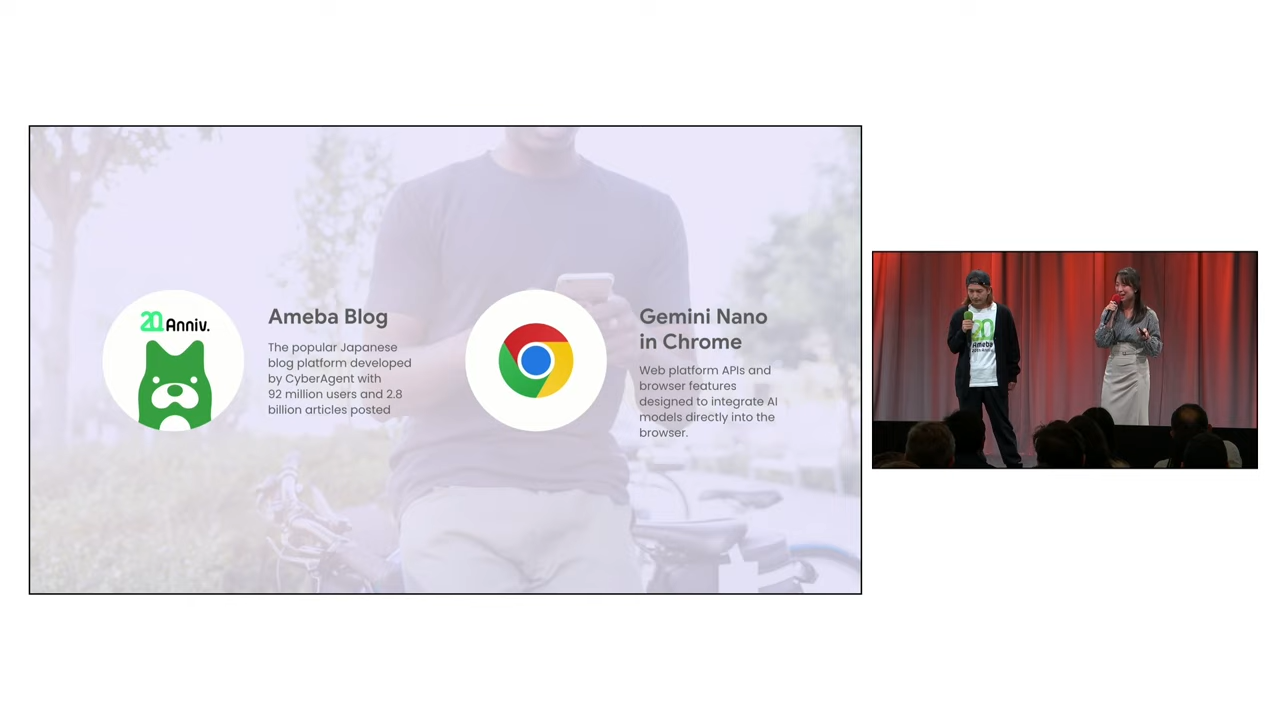 20 Anniv.
Ameba Blog
The popular Japanese
blog platform developed
by CyberAgent with
92 million users and 2.8
billion articles posted
Gemini Nano
in Chrome
Web platform APIs and
browser features
designed to integrate AI
models directly into the
browser.
20
Ameba